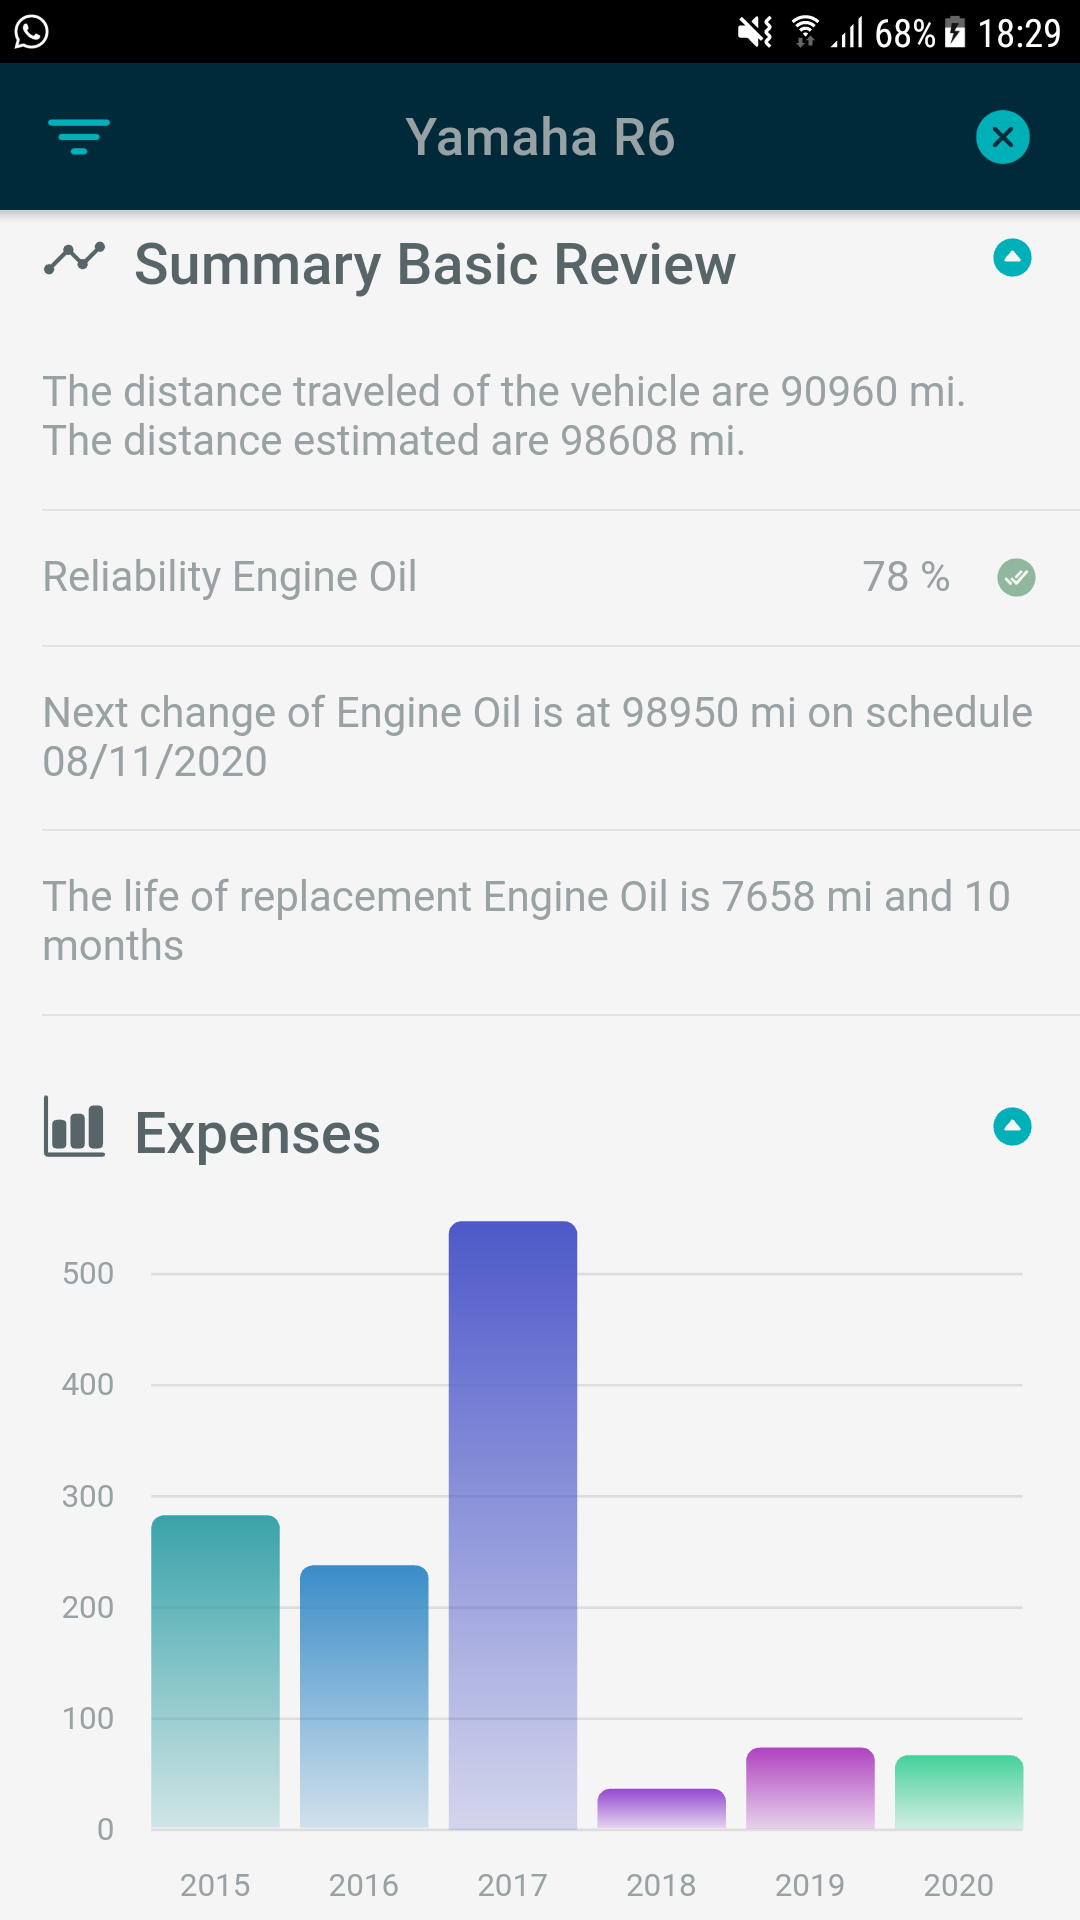 68% 18:29
Yamaha R6
Summary Basic Review
The distance traveled of the vehicle are 90960 mi.
The distance estimated are 98608 mi.
Reliability Engine Oil 78 %
Next change of Engine Oil is at 98950 mi on schedule
08/11/2020
The life of replacement Engine Oil is 7658 mi and 10
months
Expenses
500
400
300
200
100
0
2015 2016 2017 2018 2019 2020